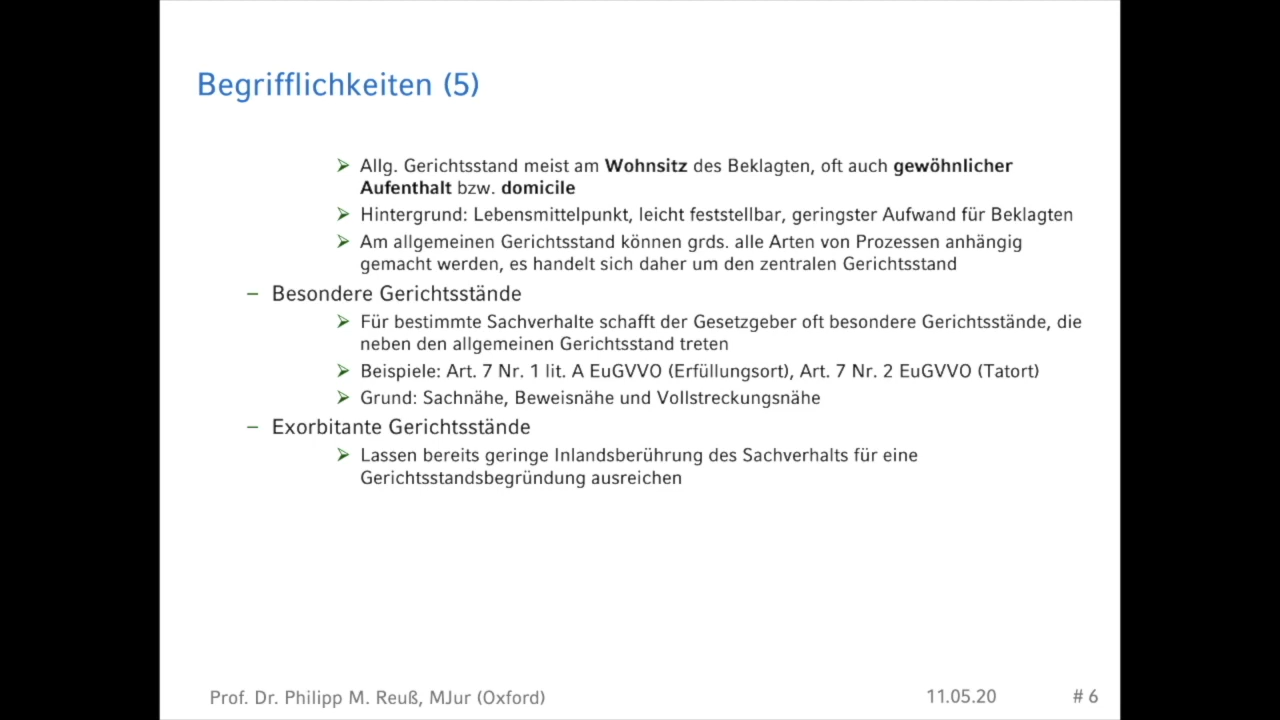 Begrifflichkeiten (5)
➢ Allg. Gerichtsstand meist am Wohnsitz des Beklagten, oft auch gewöhnlicher
Aufenthalt bzw. domicile
➢ Hintergrund: Lebensmittelpunkt, leicht feststellbar, geringster Aufwand für Beklagten
➢ Am allgemeinen Gerichtsstand können grds. alle Arten von Prozessen anhängig
gemacht werden, es handelt sich daher um den zentralen Gerichtsstand
– Besondere Gerichtsstände
➢ Für bestimmte Sachverhalte schafft der Gesetzgeber oft besondere Gerichtsstände, die
neben den allgemeinen Gerichtsstand treten
➢ Beispiele: Art. 7 Nr. 1 lit. A EuGVVO (Erfüllungsort), Art. 7 Nr. 2 EuGVVO (Tatort)
➢ Grund: Sachnähe, Beweisnähe und Vollstreckungsnähe
– Exorbitante Gerichtsstände
➢ Lassen bereits geringe Inlandsberührung des Sachverhalts für eine
Gerichtsstandsbegründung ausreichen
Prof. Dr. Philipp M. Reuß, MJur (Oxford) 11.05.20 # 6